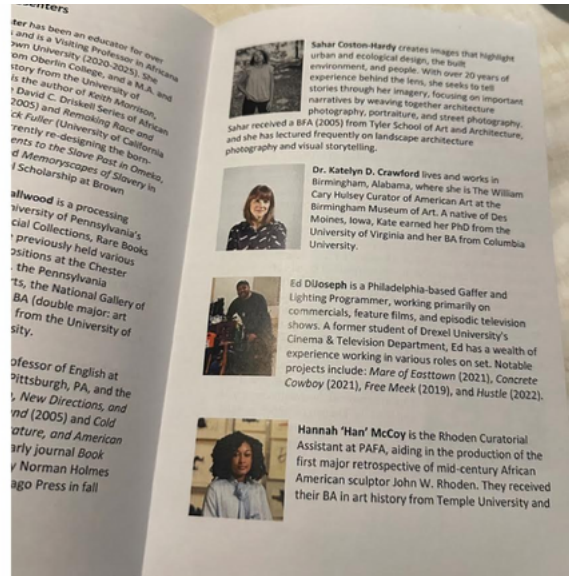 enters
ter has been an educator for over
and is a Visiting Professor in Africana
own University (2020-2025). She
om Oberlin College, and a M.A. and
story from the University of
is the author of Keith Morrison,
David C. Driskell Series of African
2005) and Remaking Race and
ck Fuller (University of California
rrently re-designing the born-
ents to the Slave Past in Omeka,
d Memoryscapes of Slavery in
l Scholarship at Brown
allwood is a processing
niversity of Pennsylvania's
cial Collections, Rare Books
previously held various
ositions at the Chester
the Pennsylvania
ts, the National Gallery of
BA (double major: art
from the University of
sity.
ofessor of English at
Pittsburgh, PA, and the
, New Directions, and
nd (2005) and Cold
ature, and American
arly journal Book
y Norman Holmes
ago Press in fall
Sahar Coston-Hardy creates images that highlight
urban and ecological design, the built
environment, and people. With over 20 years of
experience behind the lens, she seeks to tell
stories through her imagery, focusing on important
narratives by weaving together architecture
photography, portraiture, and street photography.
Sahar received a BFA (2005) from Tyler School of Art and Architecture,
and she has lectured frequently on landscape architecture
photography and visual storytelling.
Dr. Katelyn D. Crawford lives and works in
Birmingham, Alabama, where she is The William
Cary Hulsey Curator of American Art at the
Birmingham Museum of Art. A native of Des
Moines, Iowa, Kate earned her PhD from the
University of Virginia and her BA from Columbia
University.
Ed DiJoseph is a Philadelphia-based Gaffer and
Lighting Programmer, working primarily on
commercials, feature films, and episodic television
shows. A former student of Drexel University's
Cinema & Television Department, Ed has a wealth of
experience working in various roles on set. Notable
projects include: Mare of Easttown (2021), Concrete
Cowboy (2021), Free Meek (2019), and Hustle (2022).
Hannah 'Han' McCoy is the Rhoden Curatorial
Assistant at PAFA, aiding in the production of the
first major retrospective of mid-century African
American sculptor John W. Rhoden. They received
their BA in art history from Temple University and